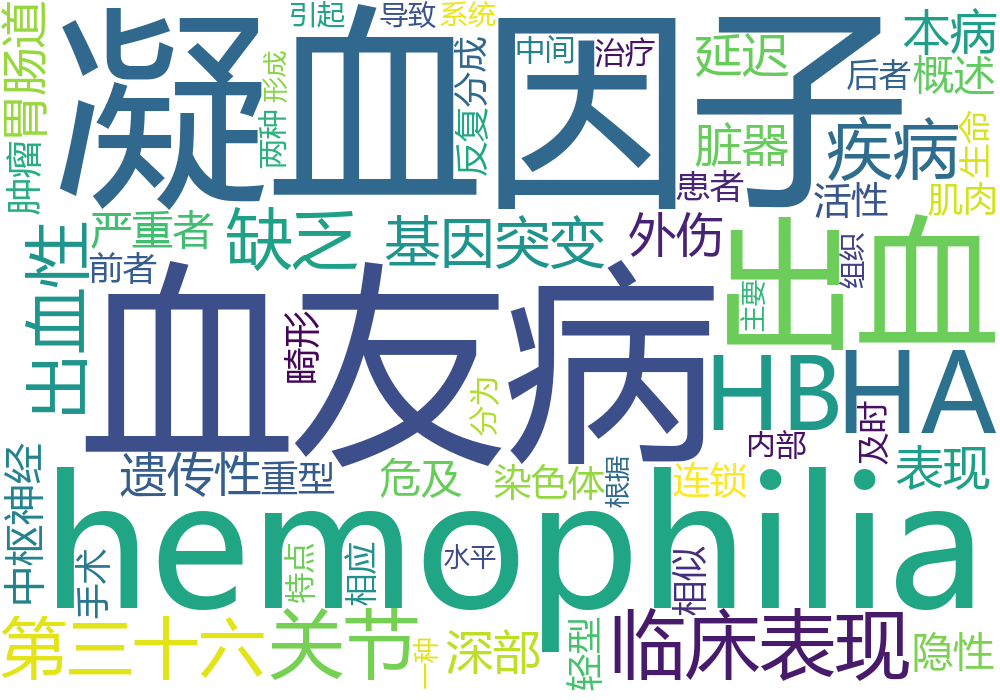 引起
导致
系统
凝血因子
胃肠道
肿瘤
两种
形成
反复
分成
中间
治疗
延迟
本病
后者
概述
脏器
疾病
生命
患者
活性
肌肉
严重者
前者
缺乏
基因突变
外伤
出血
组织
主要
出血性
血友病
畸形
分为
HB
HA
内部
及时
遗传性
重型
危及
染色体
根据
连锁
表现
中枢神经
手术
hemophilia
特点
相应
水平
相似
第三十六
关节
一种
深部
轻型
临床表现
隐性